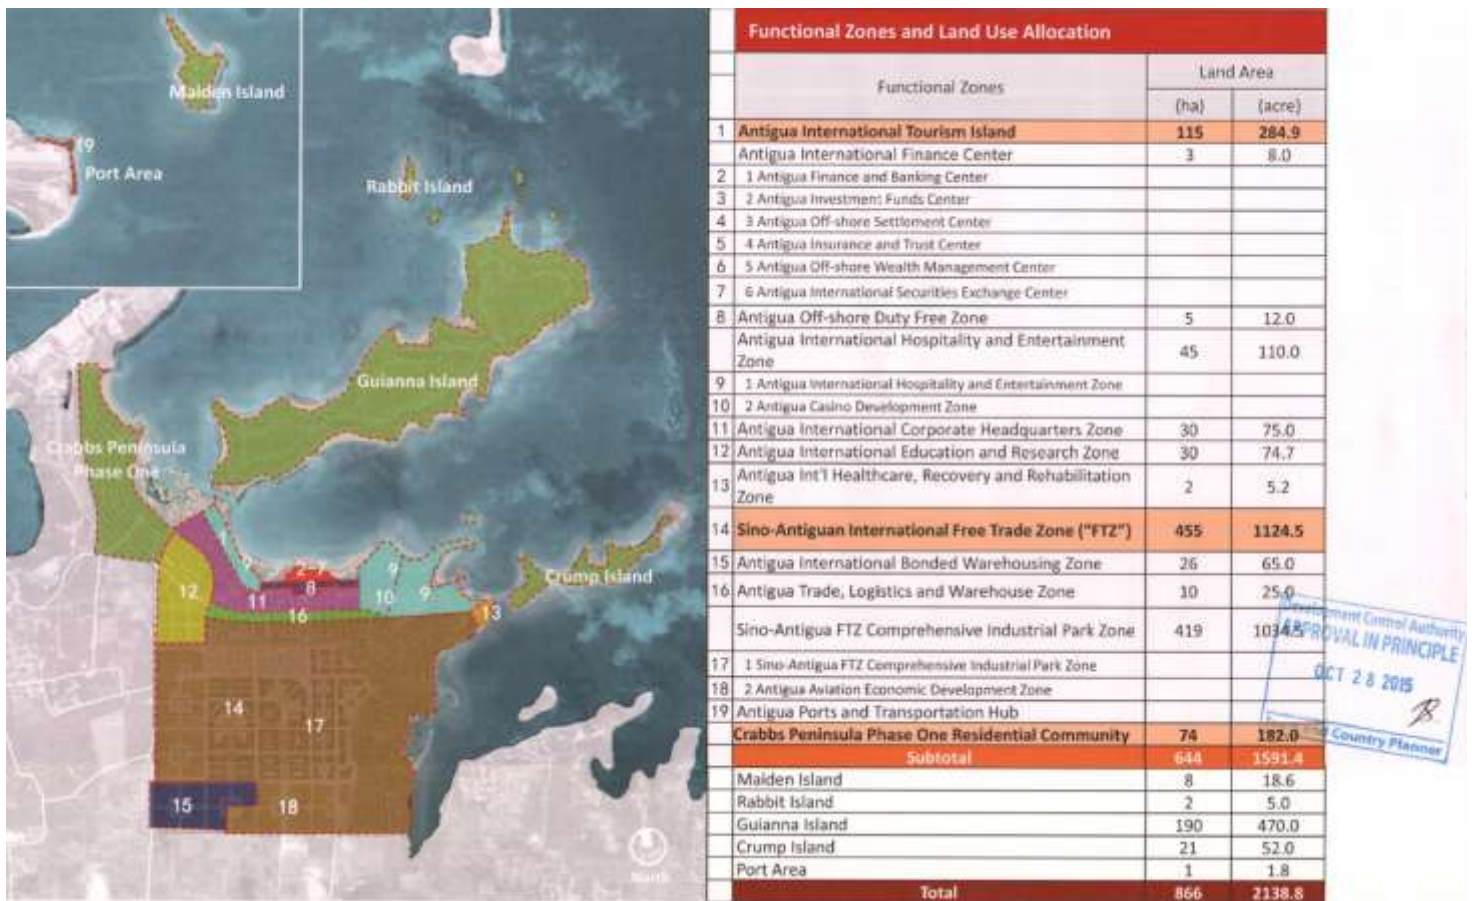 Maiden Island
19
Port Area
Rabbit Island
Guianna Island
Crabbs Peninsula
Phase One
Crump Island
9
2-7
9
12
8
11
10
9
16
13
14
17
15
18
North
Functional Zones and Land Use Allocation
Functional Zones
Land Area
(ha) (acre)
1 Antigua International Tourism Island 115 284.9
Antigua International Finance Center 3 8.0
2 1 Antigua Finance and Banking Center
3 2 Antigua Investment Funds Center
4 3 Antigua Off-shore Settlement Center
5 4 Antigua Insurance and Trust Center
6 5 Antigua Off-shore Wealth Management Center
7 6 Antigua International Securities Exchange Center
8 Antigua Off-shore Duty Free Zone 5 12.0
Antigua International Hospitality and Entertainment
Zone 45 110.0
9 1 Antigua International Hospitality and Entertainment Zone
10 2 Antigua Casino Development Zone
11 Antigua International Corporate Headquarters Zone 30 75.0
12 Antigua International Education and Research Zone 30 74.7
13 Antigua Int'l Healthcare, Recovery and Rehabilitation
Zone 2 5.2
14 Sino-Antiguan International Free Trade Zone ("FTZ") 455 1124.5
15 Antigua International Bonded Warehousing Zone 26 65.0
16 Antigua Trade, Logistics and Warehouse Zone 10 25.0
Sino-Antigua FTZ Comprehensive Industrial Park Zone 419 1034.5
17 1 Sino-Antigua FTZ Comprehensive Industrial Park Zone
18 2 Antigua Aviation Economic Development Zone
19 Antigua Ports and Transportation Hub
Crabbs Peninsula Phase One Residential Community 74 182.0
Subtotal 644 1591.4
Maiden Island 8 18.6
Rabbit Island 2 5.0
Guianna Island 190 470.0
Crump Island 21 52.0
Port Area 1 1.8
Total 866 2138.8
Development Control Authority
APPROVAL IN PRINCIPLE
OCT 28 2015
Country Planner